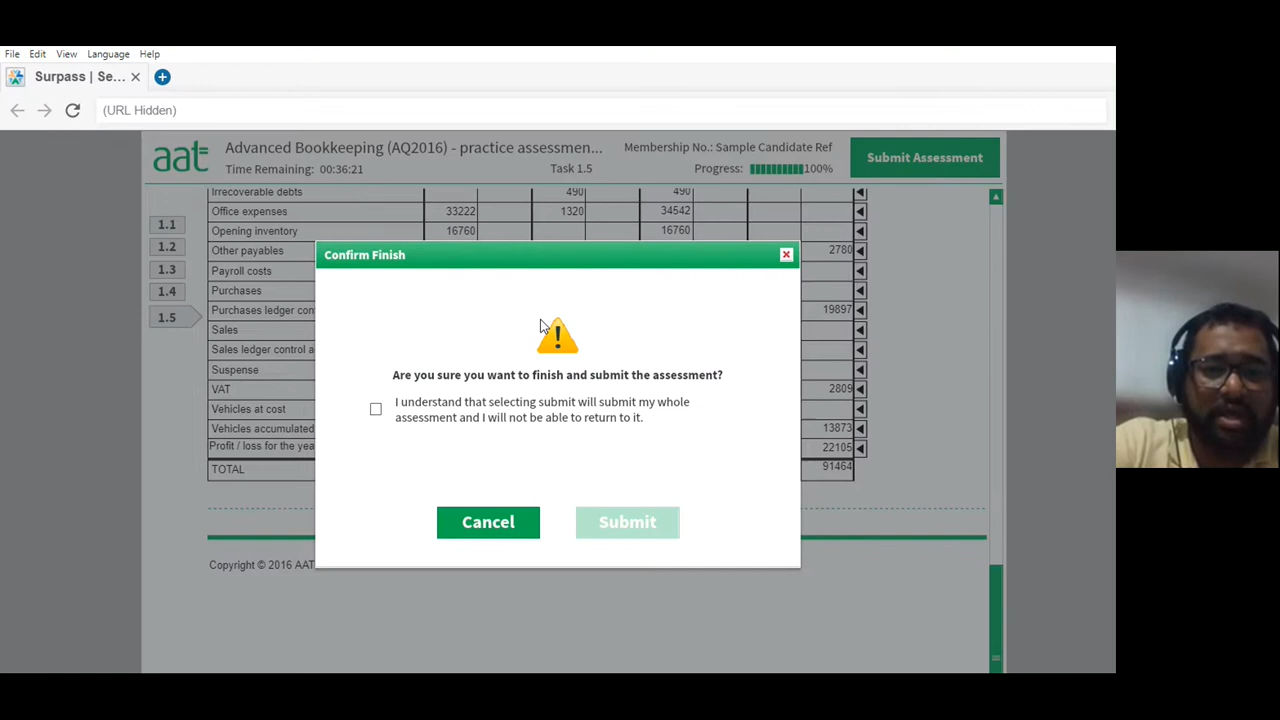 File Edit View Language Help
Surpass | Se...
(URL Hidden)
aat
Advanced Bookkeeping (AQ2016) - practice assessmen...
Membership No.: Sample Candidate Ref
Submit Assessment
Time Remaining: 00:36:21
Task 1.5
Progress: 100%
Irrecoverable debts 490 490
Office expenses 33222 1320 34542
Opening inventory 16760 16760
Other payables 2780
Payroll costs
Purchases
Purchases ledger con 19897
Sales
Sales ledger control a
Suspense
VAT 2809
Vehicles at cost
Vehicles accumulated 13873
Profit / loss for the yea 22105
TOTAL 91464
1.1
1.2
1.3
1.4
1.5
Confirm Finish
Are you sure you want to finish and submit the assessment?
I understand that selecting submit will submit my whole
assessment and I will not be able to return to it.
Cancel Submit
Copyright © 2016 AAT